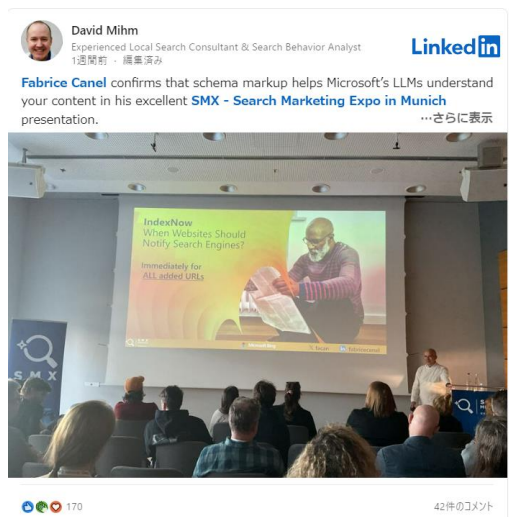 David Mihm
Experienced Local Search Consultant & Search Behavior Analyst
1週間前 · 編集済み
LinkedIn
Fabrice Canel confirms that schema markup helps Microsoft's LLMs understand
your content in his excellent SMX - Search Marketing Expo in Munich
presentation.
…さらに表示
IndexNow
When Websites Should
Notify Search Engines?
Immediately for
ALL added URLs
Microsoft Bing
SMX
SMX
170
42件のコメント